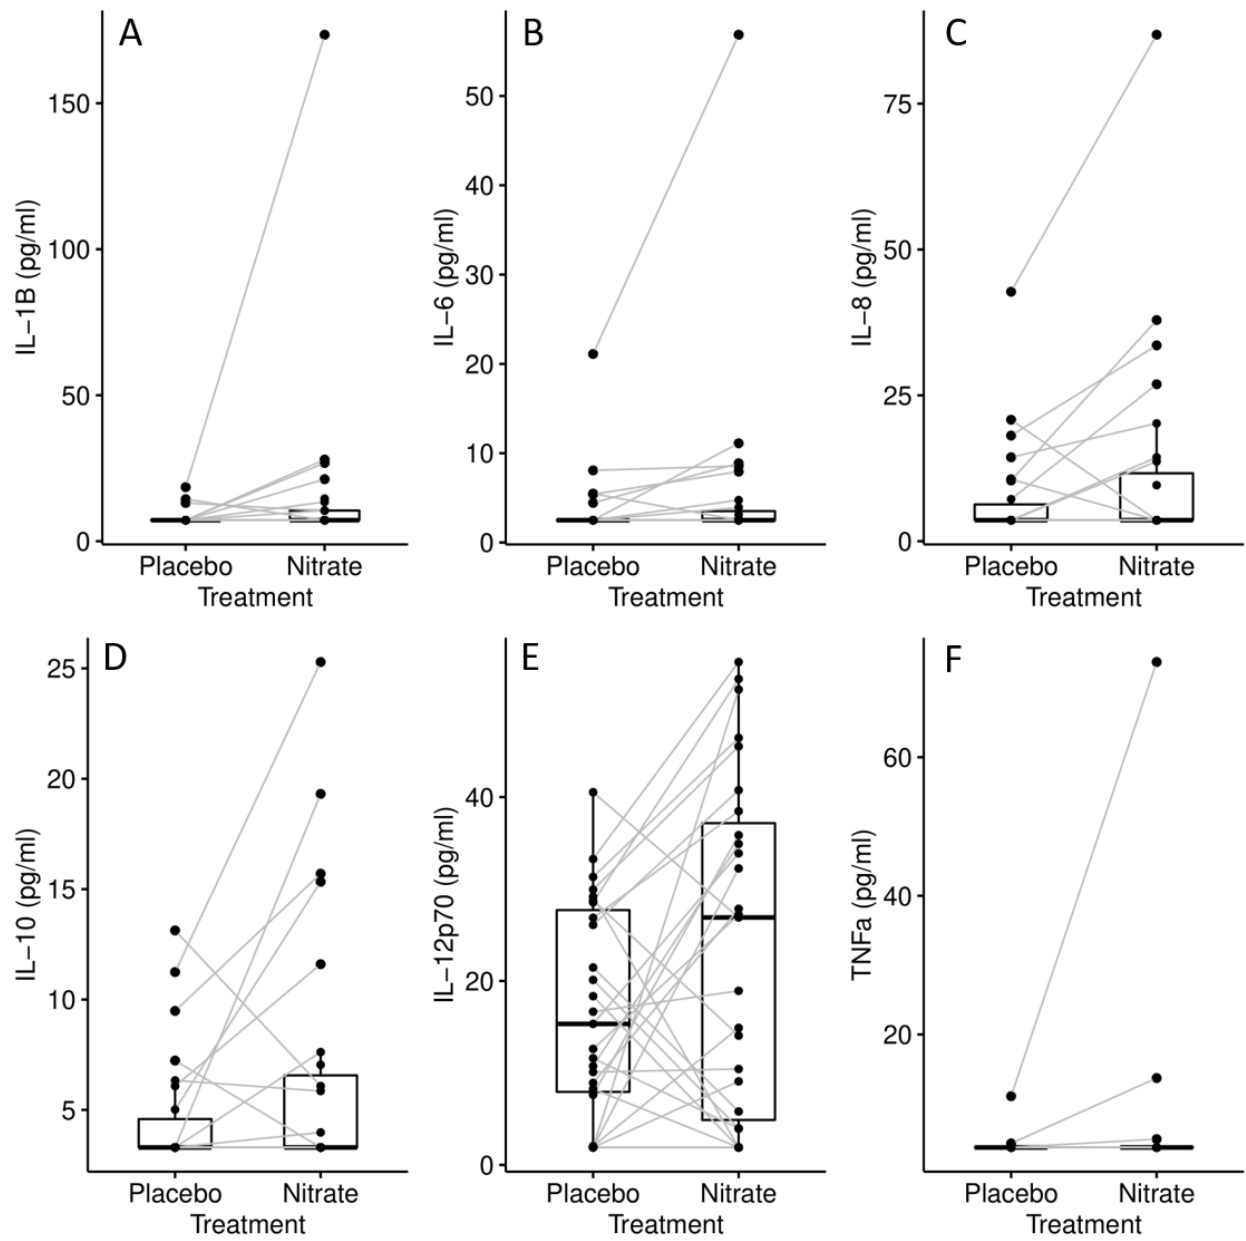 A
IL−1B (pg/ml)
150
100
50
0
Placebo Nitrate
Treatment
B
IL−6 (pg/ml)
50
40
30
20
10
0
Placebo Nitrate
Treatment
C
IL−8 (pg/ml)
75
50
25
0
Placebo Nitrate
Treatment
D
IL−10 (pg/ml)
25
20
15
10
5
Placebo Nitrate
Treatment
E
IL−12p70 (pg/ml)
40
20
0
Placebo Nitrate
Treatment
F
TNFa (pg/ml)
60
40
20
Placebo Nitrate
Treatment